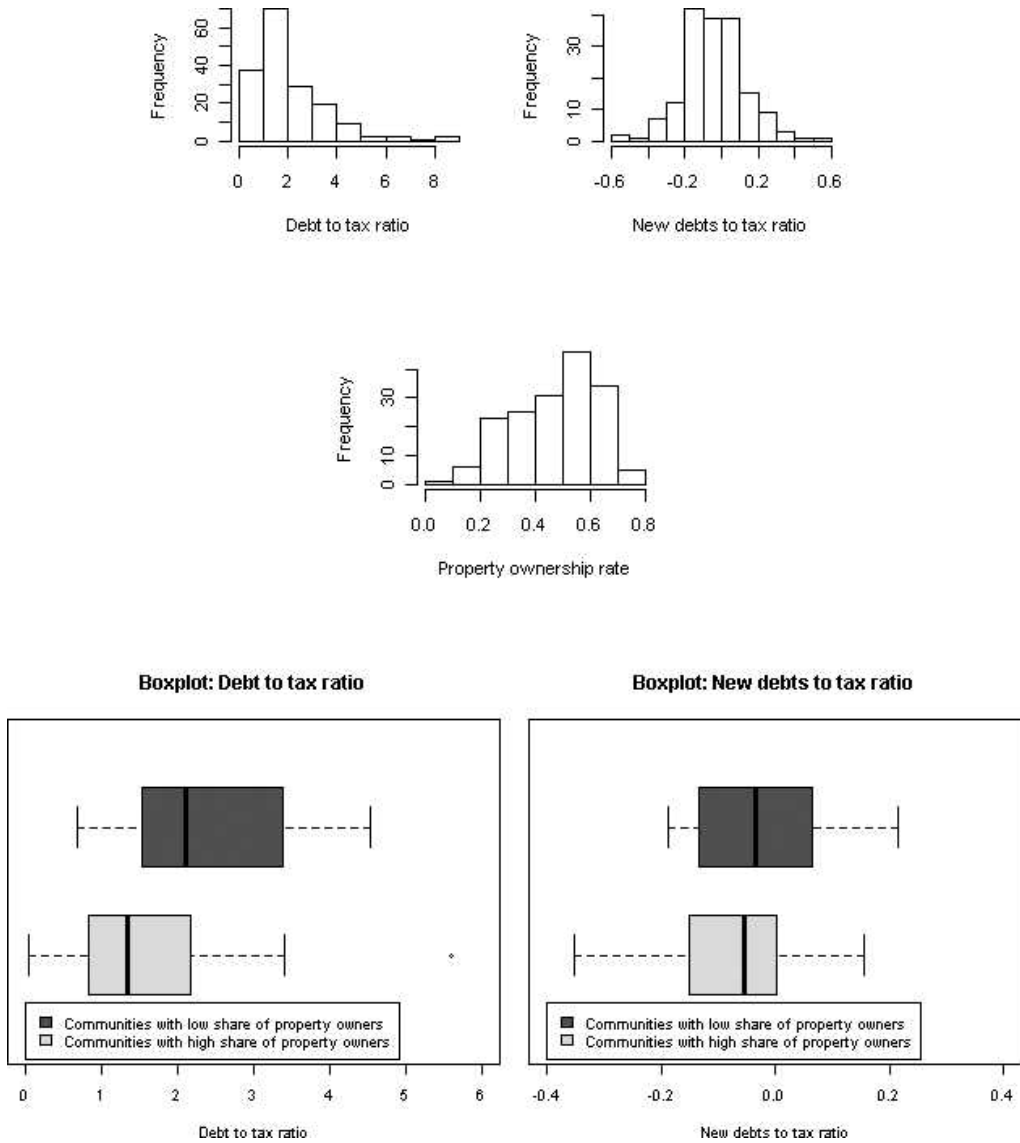 Frequency
0 20 40 60
0 2 4 6 8
Debt to tax ratio
Frequency
0 10 30
-0.6 -0.2 0.2 0.6
New debts to tax ratio
Frequency
0 10 30
0.0 0.2 0.4 0.6 0.8
Property ownership rate
Boxplot: Debt to tax ratio
Communities with low share of property owners
Communities with high share of property owners
0 1 2 3 4 5 6
Debt to tax ratio
Boxplot: New debts to tax ratio
Communities with low share of property owners
Communities with high share of property owners
-0.4 -0.2 0.0 0.2 0.4
New debts to tax ratio